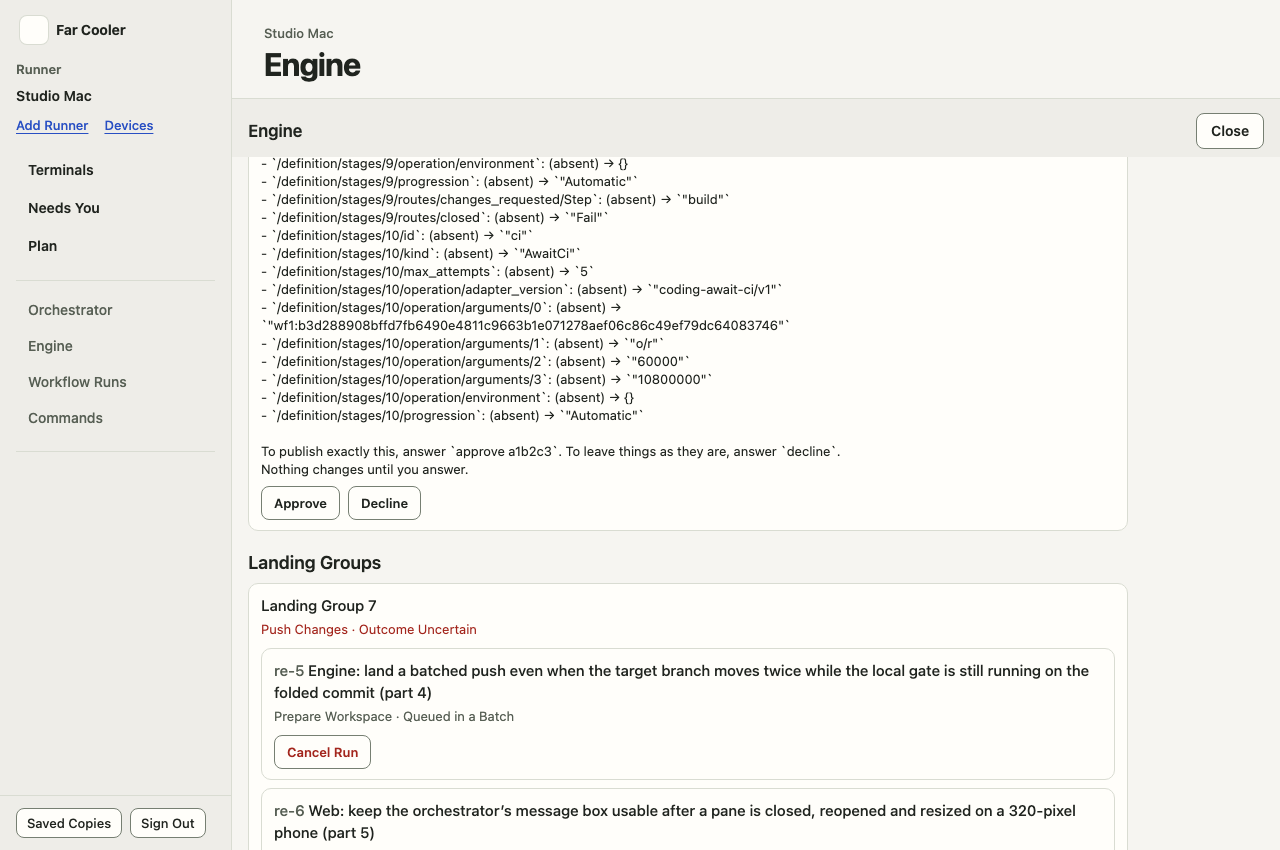 Far Cooler
Runner
Studio Mac
Add Runner Devices
Terminals
Needs You
Plan
Orchestrator
Engine
Workflow Runs
Commands
Saved Copies Sign Out
Studio Mac
Engine
Engine
Close
- `/definition/stages/9/operation/environment`: (absent) → {}
- `/definition/stages/9/progression`: (absent) → `"Automatic"`
- `/definition/stages/9/routes/changes_requested/Step`: (absent) → `"build"`
- `/definition/stages/9/routes/closed`: (absent) → `"Fail"`
- `/definition/stages/10/id`: (absent) → `"ci"`
- `/definition/stages/10/kind`: (absent) → `"AwaitCi"`
- `/definition/stages/10/max_attempts`: (absent) → `5`
- `/definition/stages/10/operation/adapter_version`: (absent) → `"coding-await-ci/v1"`
- `/definition/stages/10/operation/arguments/0`: (absent) →
`"wf1:b3d288908bffd7fb6490e4811c9663b1e071278aef06c86c49ef79dc64083746"`
- `/definition/stages/10/operation/arguments/1`: (absent) → `"o/r"`
- `/definition/stages/10/operation/arguments/2`: (absent) → `"60000"`
- `/definition/stages/10/operation/arguments/3`: (absent) → `"10800000"`
- `/definition/stages/10/operation/environment`: (absent) → {}
- `/definition/stages/10/progression`: (absent) → `"Automatic"`
To publish exactly this, answer `approve a1b2c3`. To leave things as they are, answer `decline`.
Nothing changes until you answer.
Approve Decline
Landing Groups
Landing Group 7
Push Changes · Outcome Uncertain
re-5 Engine: land a batched push even when the target branch moves twice while the local gate is still running on the
folded commit (part 4)
Prepare Workspace · Queued in a Batch
Cancel Run
re-6 Web: keep the orchestrator’s message box usable after a pane is closed, reopened and resized on a 320-pixel
phone (part 5)